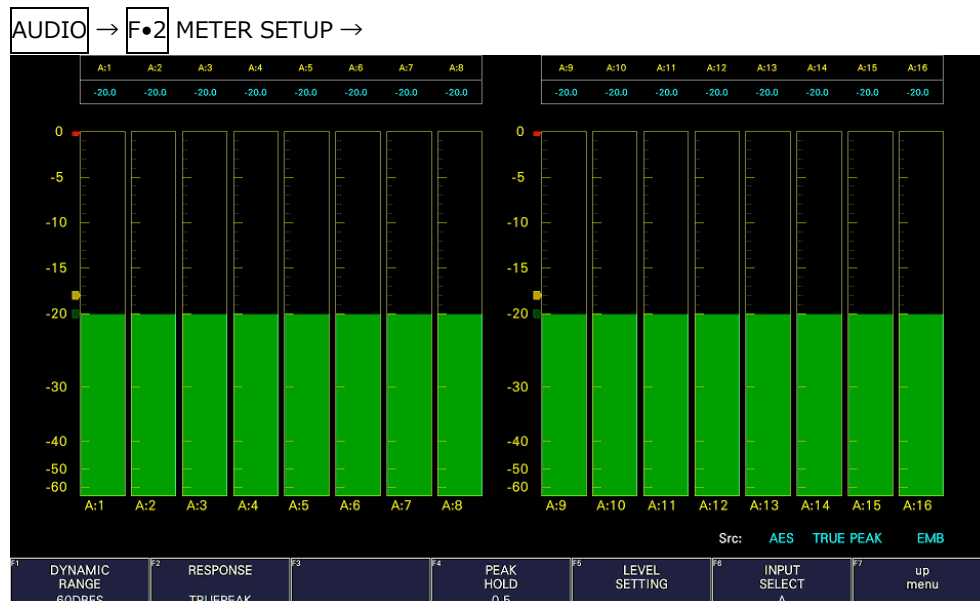 AUDIO → F•2 METER SETUP →
A:1 A:2 A:3 A:4 A:5 A:6 A:7 A:8
-20.0 -20.0 -20.0 -20.0 -20.0 -20.0 -20.0 -20.0
0
-5
-10
-15
-20
-30
-40
-50
-60
A:1 A:2 A:3 A:4 A:5 A:6 A:7 A:8
A:9 A:10 A:11 A:12 A:13 A:14 A:15 A:16
-20.0 -20.0 -20.0 -20.0 -20.0 -20.0 -20.0 -20.0
0
-5
-10
-15
-20
-30
-40
-50
-60
A:9 A:10 A:11 A:12 A:13 A:14 A:15 A:16
Src: AES TRUE PEAK EMB
F1 DYNAMIC
RANGE
60DBFS
F2 RESPONSE
TRUEPEAK
F3
F4 PEAK
HOLD
0.5
F5 LEVEL
SETTING
F6 INPUT
SELECT
A
F7 up
menu